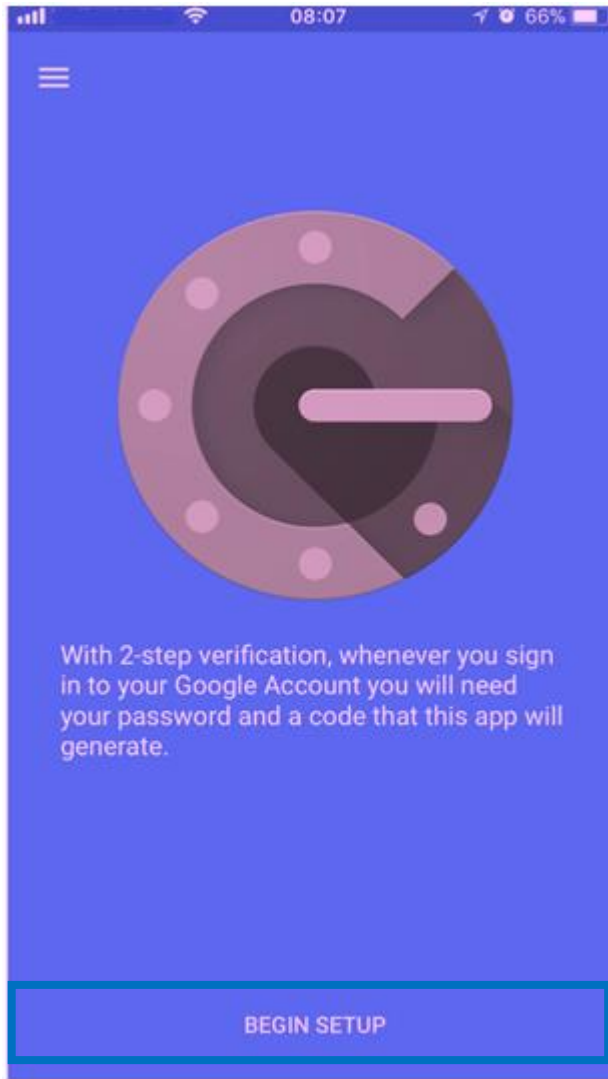 08:07
66%
With 2-step verification, whenever you sign
in to your Google Account you will need
your password and a code that this app will
generate.
BEGIN SETUP